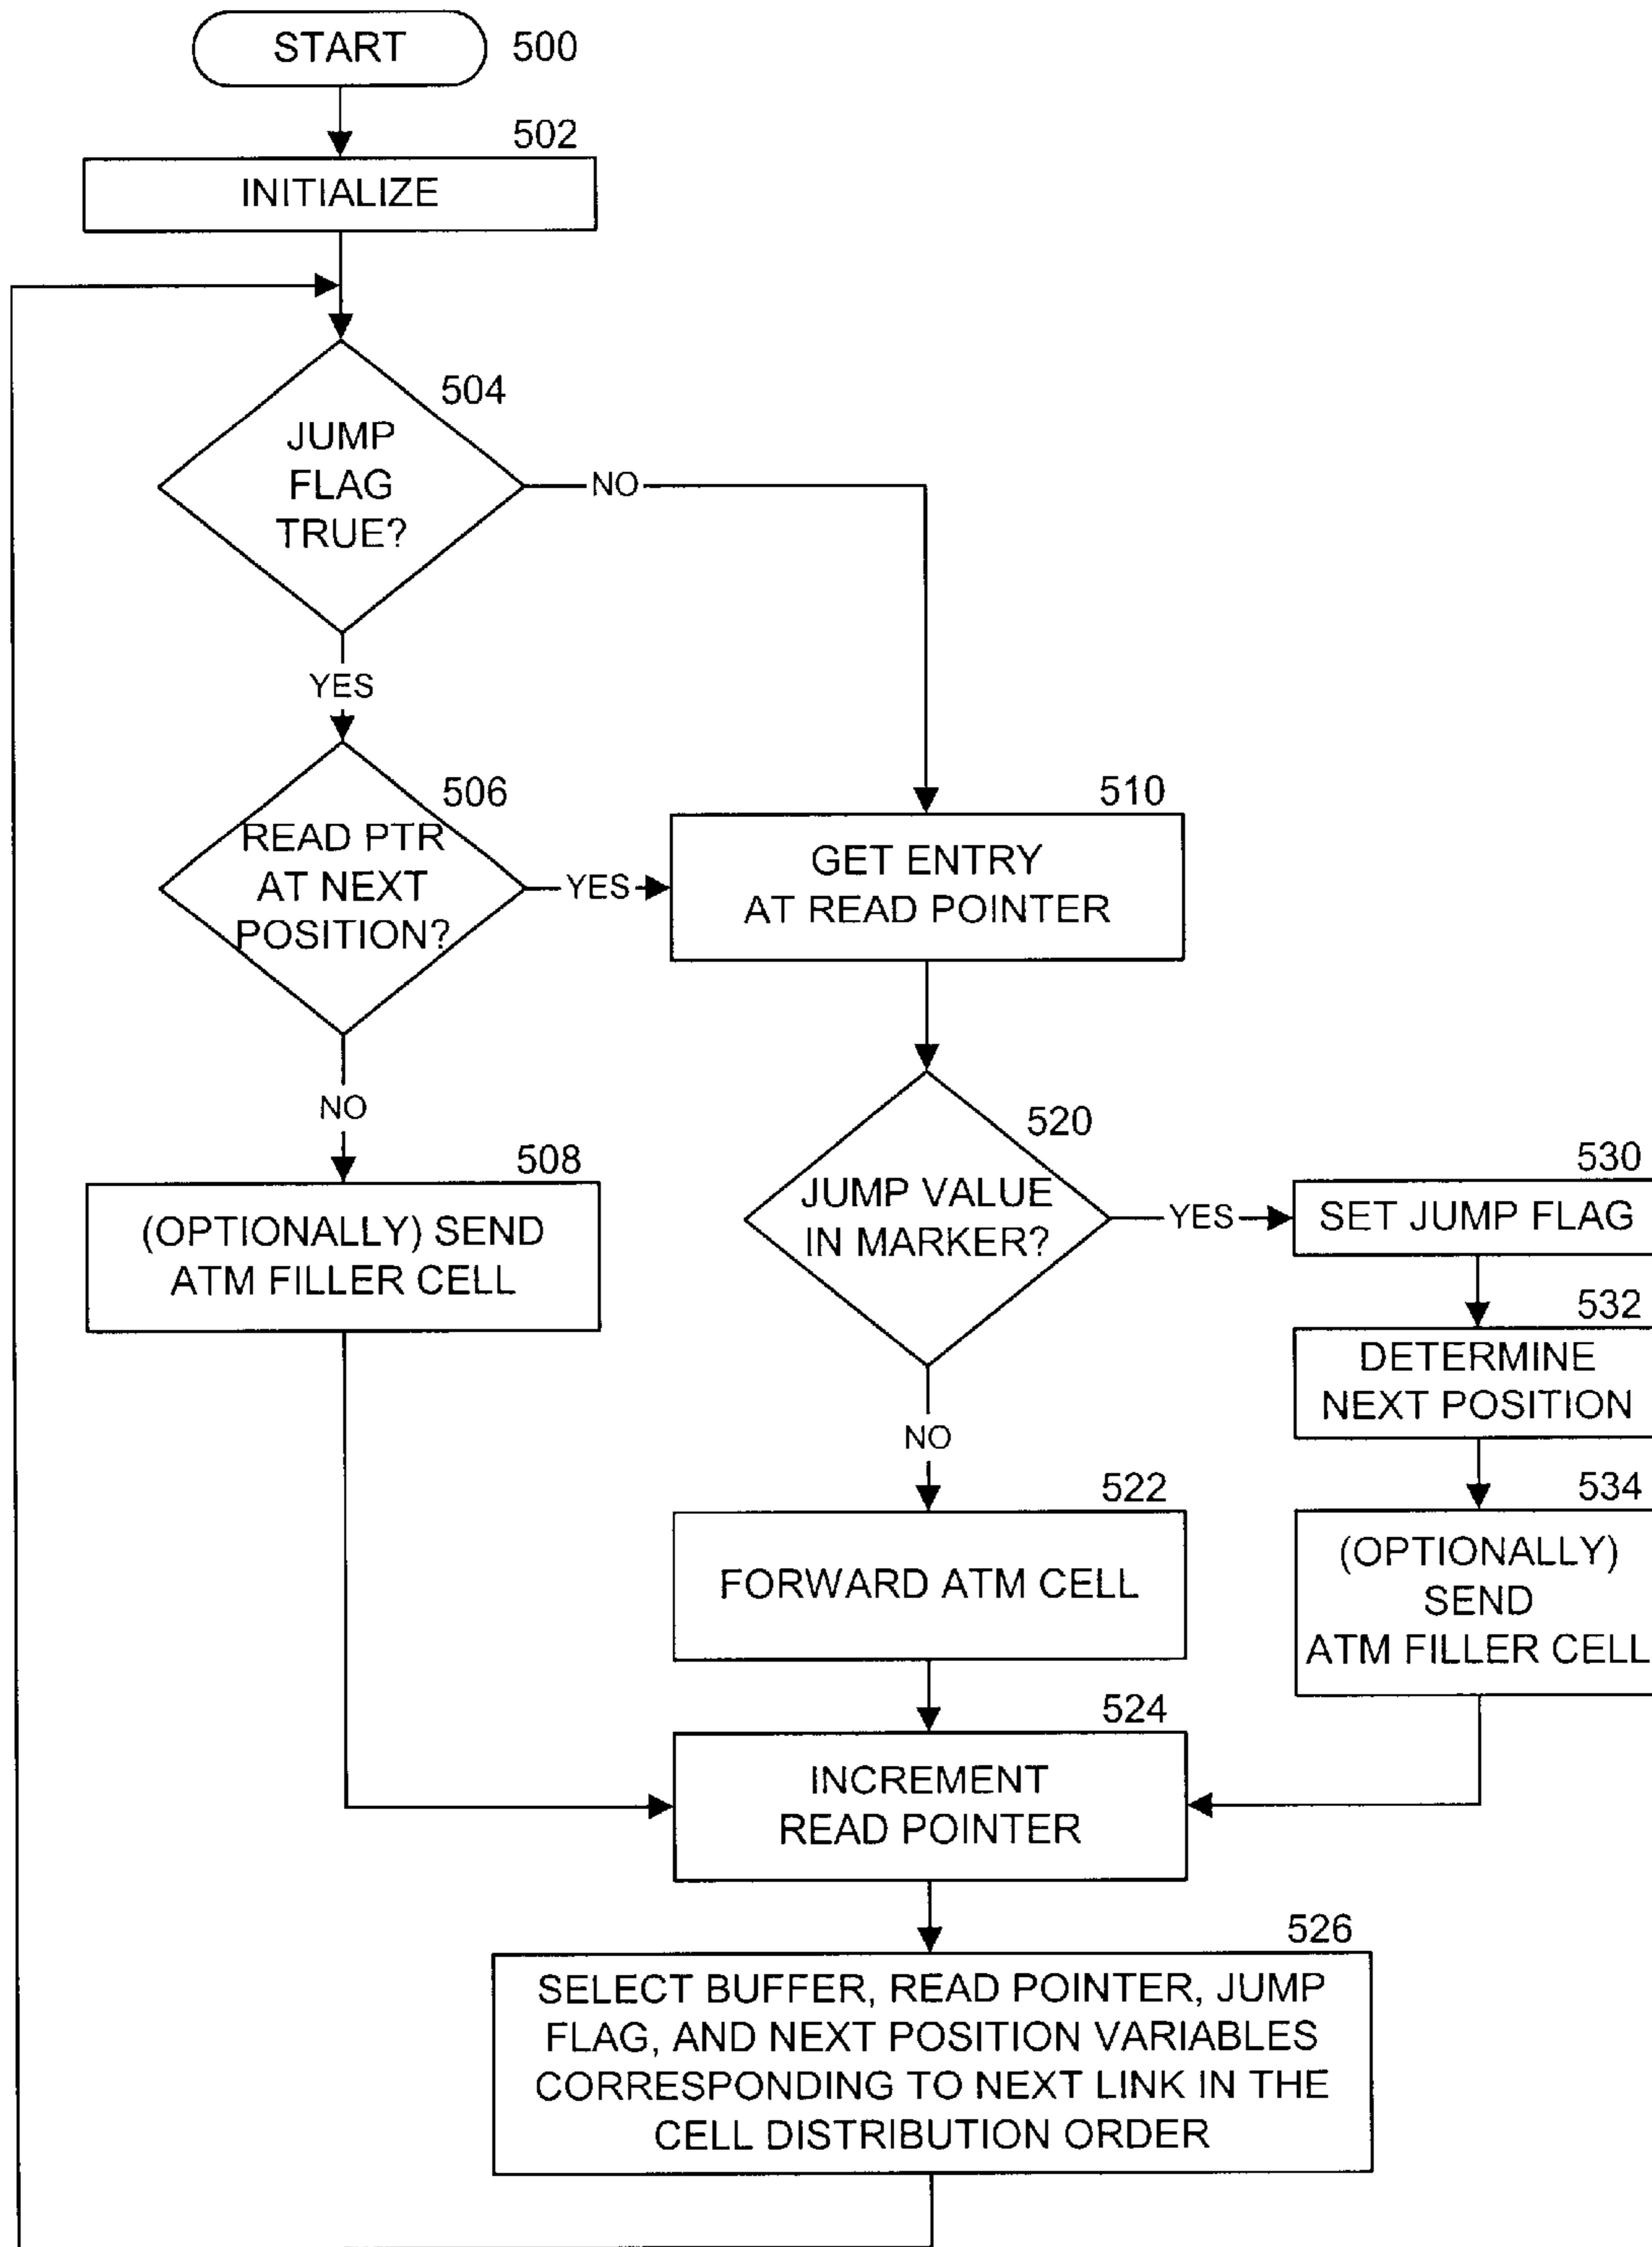 START
500
502
INITIALIZE
504
JUMP
FLAG
TRUE?
NO
YES
506
READ PTR
AT NEXT
POSITION?
YES
510
GET ENTRY
AT READ POINTER
NO
508
(OPTIONALLY) SEND
ATM FILLER CELL
520
JUMP VALUE
IN MARKER?
YES
530
SET JUMP FLAG
532
DETERMINE
NEXT POSITION
NO
522
FORWARD ATM CELL
534
(OPTIONALLY)
SEND
ATM FILLER CELL
524
INCREMENT
READ POINTER
526
SELECT BUFFER, READ POINTER, JUMP
FLAG, AND NEXT POSITION VARIABLES
CORRESPONDING TO NEXT LINK IN THE
CELL DISTRIBUTION ORDER